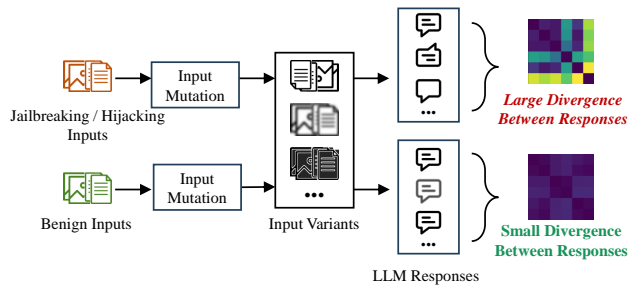 Jailbreaking / Hijacking
Inputs
Input
Mutation
Benign Inputs
Input
Mutation
...
Input Variants
...
...
LLM Responses
Large Divergence
Between Responses
Small Divergence
Between Responses